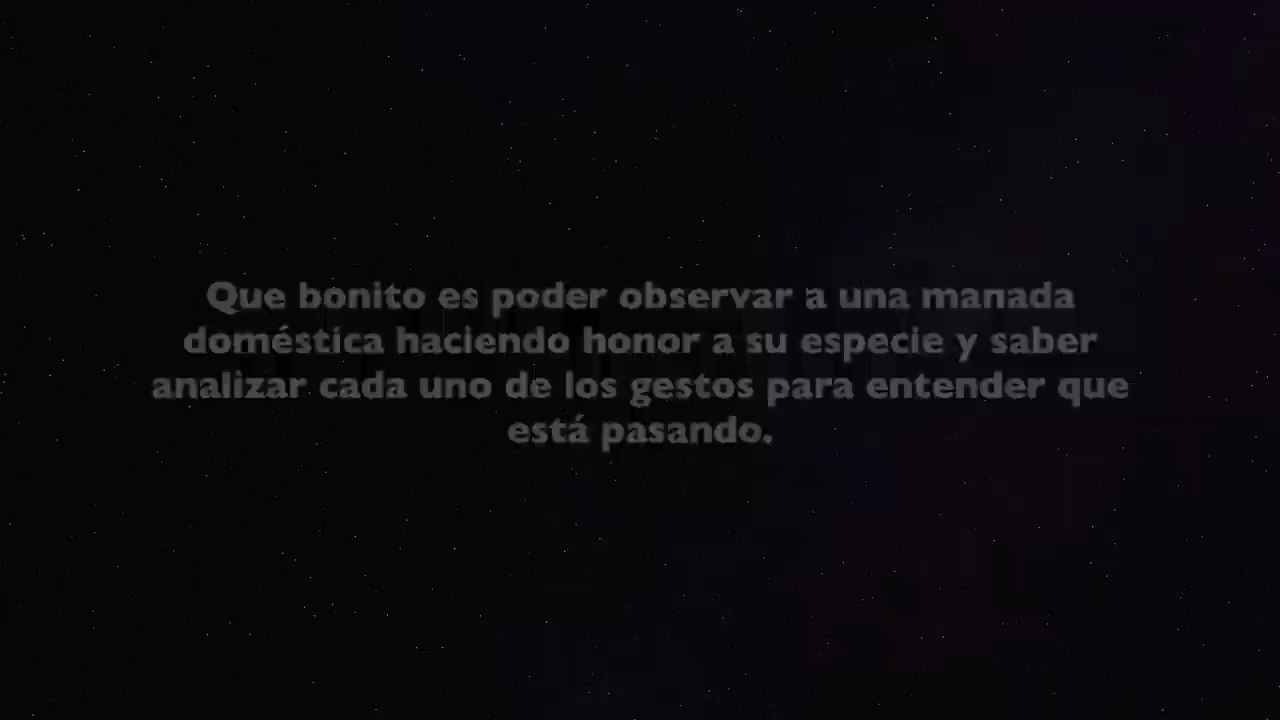 Que bonito es poder observar a una manada
doméstica haciendo honor a su especie y saber
analizar cada uno de los gestos para entender que
está pasando.